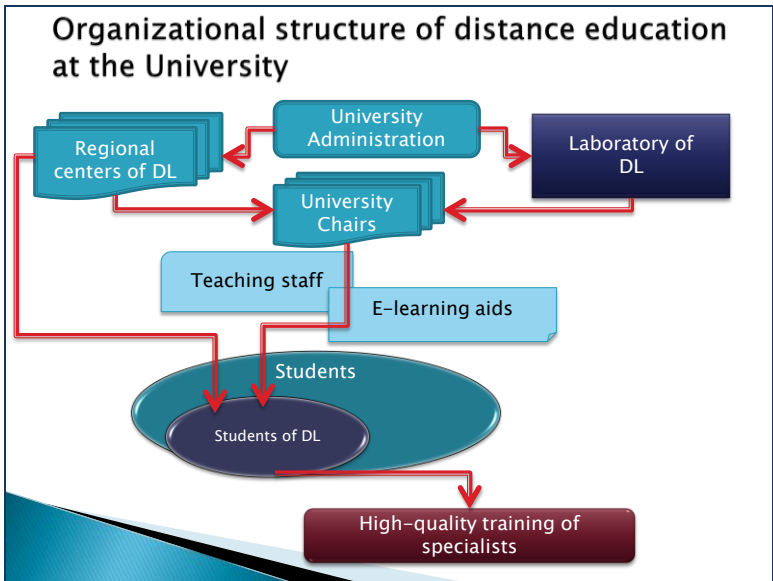 Organizational structure of distance education
at the University
University
Administration
Regional
centers of DL
Laboratory of
DL
University
Chairs
Teaching staff
E-learning aids
Students
Students of DL
High-quality training of
specialists